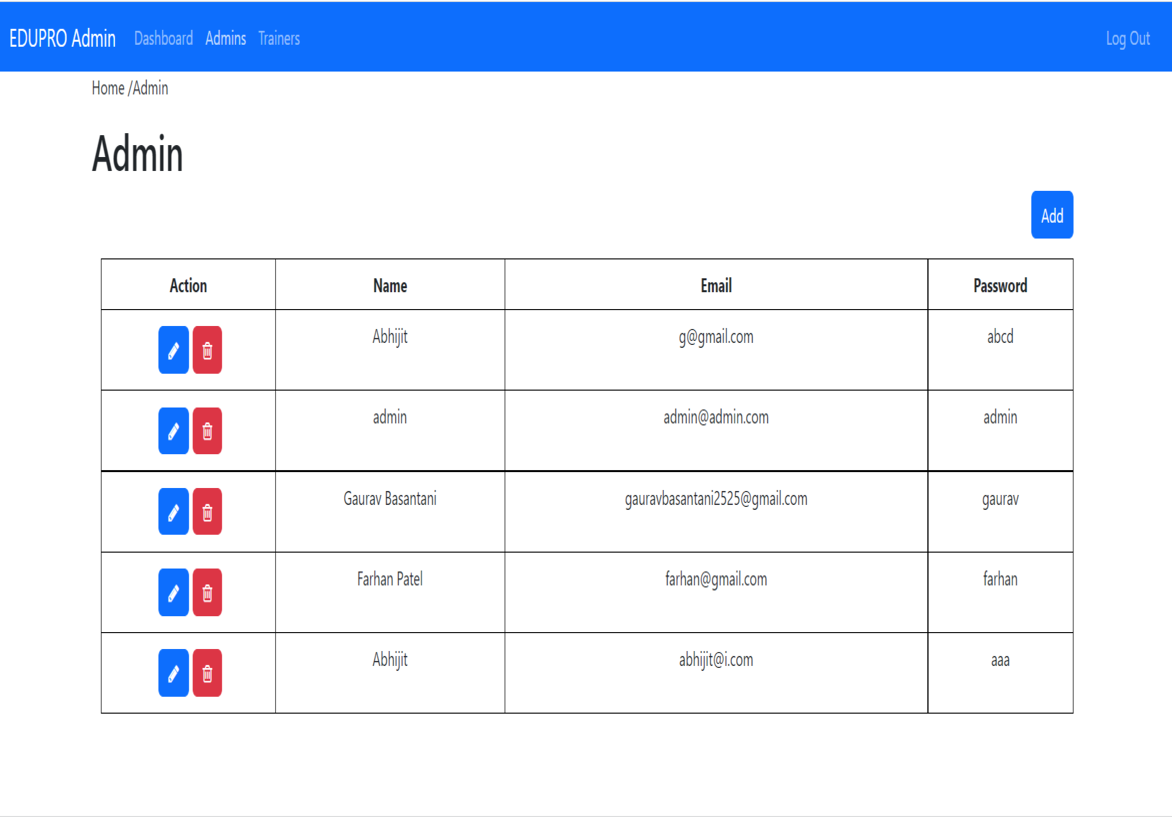 EDUPRO Admin Dashboard Admins Trainers Log Out
Home /Admin
Admin
Add
Action Name Email Password
Abhijit g@gmail.com abcd
admin admin@admin.com admin
Gaurav Basantani gauravbasantani2525@gmail.com gaurav
Farhan Patel farhan@gmail.com farhan
Abhijit abhijit@i.com aaa